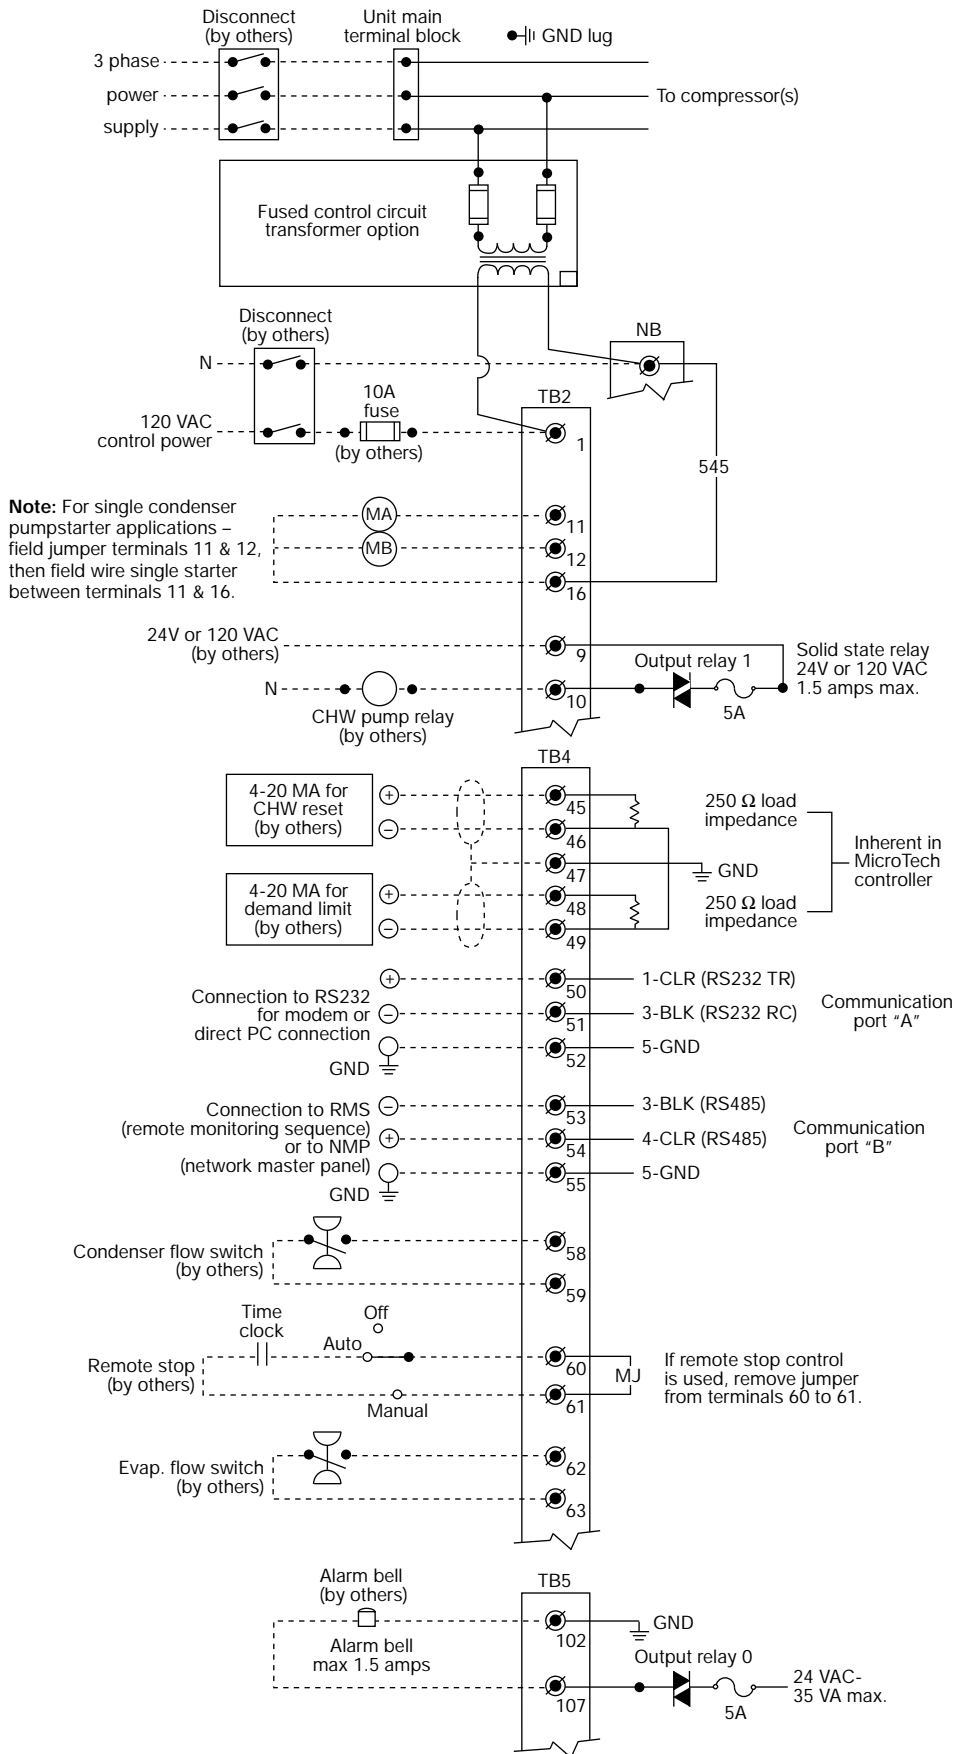 Disconnect
(by others)
Unit main
terminal block
GND lug
3 phase
power
supply
To compressor(s)
Fused control circuit
transformer option
Disconnect
(by others)
NB
N
10A
fuse
(by others)
TB2
120 VAC
control power
1
545
Note: For single condenser
pumpstarter applications –
field jumper terminals 11 & 12,
then field wire single starter
between terminals 11 & 16.
MA
11
MB
12
16
24V or 120 VAC
(by others)
9
Output relay 1
Solid state relay
24V or 120 VAC
1.5 amps max.
N
10
5A
CHW pump relay
(by others)
TB4
4-20 MA for
CHW reset
(by others)
+
–
45
46
47
250 Ω load
impedance
GND
Inherent in
MicroTech
controller
4-20 MA for
demand limit
(by others)
+
–
48
49
250 Ω load
impedance
Connection to RS232
for modem or
direct PC connection
+
–
GND
50
51
52
1-CLR (RS232 TR)
3-BLK (RS232 RC)
5-GND
Communication
port "A"
Connection to RMS
(remote monitoring sequence)
or to NMP
(network master panel)
–
+
GND
53
54
55
3-BLK (RS485)
4-CLR (RS485)
5-GND
Communication
port "B"
Condenser flow switch
(by others)
58
59
Time
clock
Off
Auto
Remote stop
(by others)
Manual
60
61
MJ
If remote stop control
is used, remove jumper
from terminals 60 to 61.
Evap. flow switch
(by others)
62
63
Alarm bell
(by others)
Alarm bell
max 1.5 amps
TB5
102
GND
107
Output relay 0
5A
24 VAC-
35 VA max.